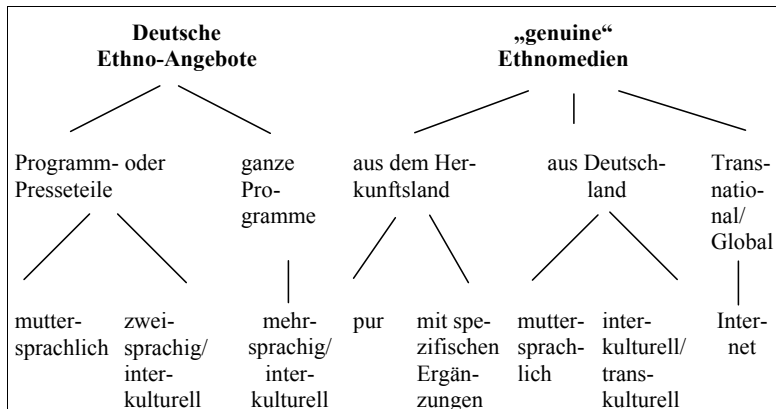 Deutsche
Ethno-Angebote
„genuine“
Ethnomedien
Programm- oder
Presseteile
ganze
Pro-
gramme
aus dem Her-
kunftsland
aus Deutsch-
land
Trans-
nation-
al/
Global
mutter-
sprachlich
zwei-
sprachig/
inter-
kulturell
mehr-
sprachig/
inter-
kulturell
pur
mit spe-
zifischen
Ergän-
zungen
mutter-
sprach-
lich
inter-
kulturell/
trans-
kulturell
Inter-
net